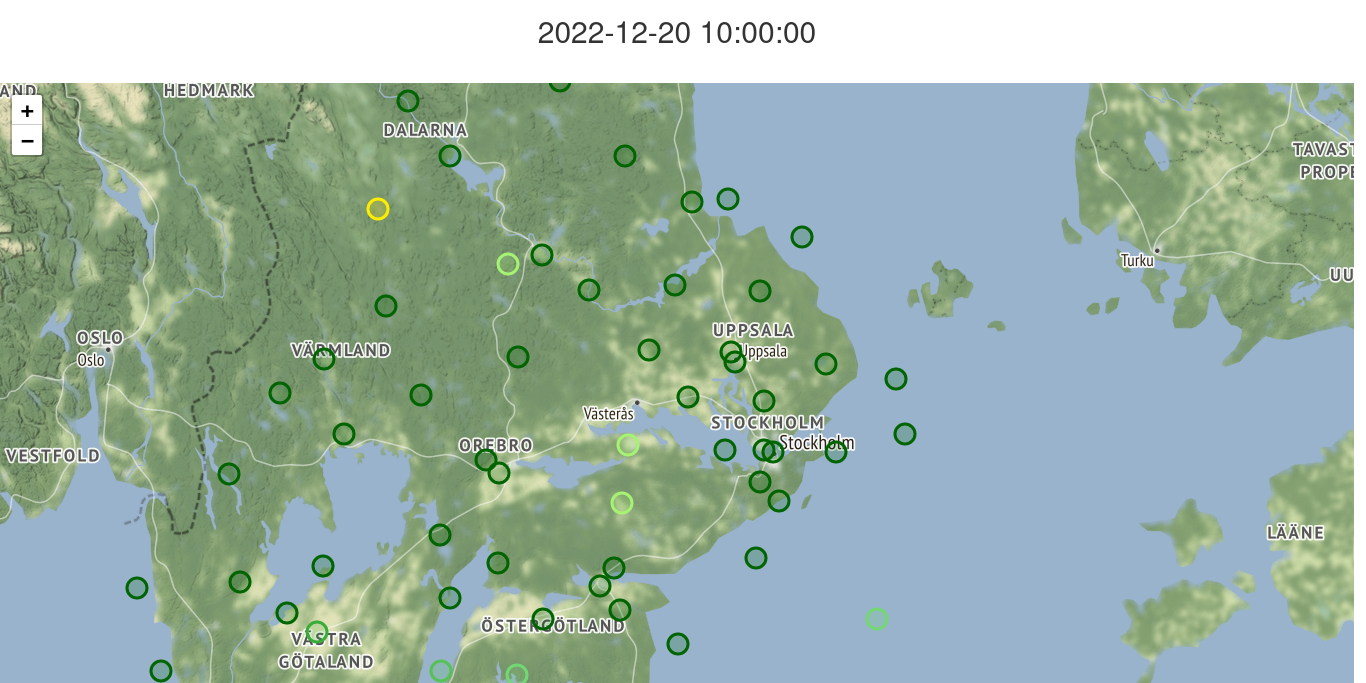 2022-12-20 10:00:00
AND
HEDMARK
+
−
DALARNA
TAVAST
PROPE
Turku
UU
OSLO
Oslo
VÄRMLAND
UPPSALA
Uppsala
Västerås
STOCKHOLM
Stockholm
OREBRO
VESTFOLD
LÄÄNE
ÖSTERGÖTLAND
VÄSTRA
GÖTALAND